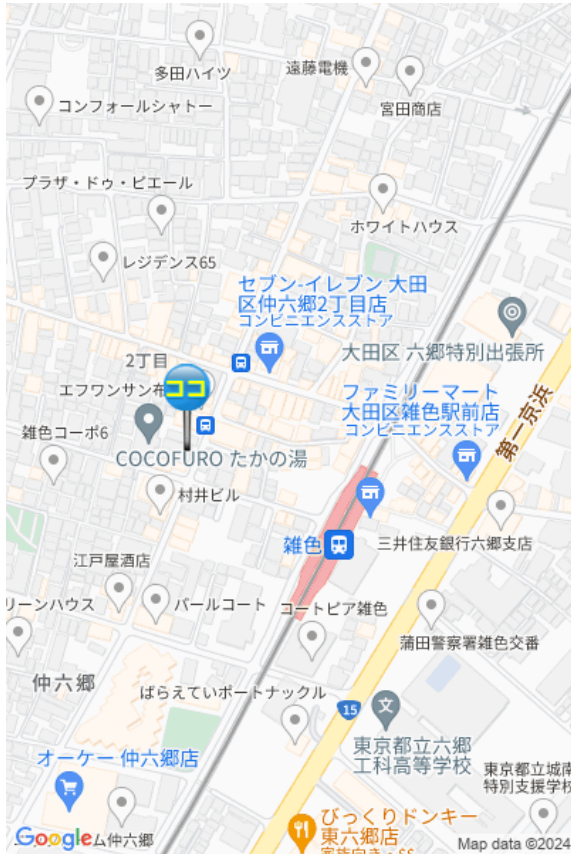 多田ハイツ
遠藤電機
コンフォールシャトー
宮田商店
プラザ・ドゥ・ピエール
ホワイトハウス
レジデンス65
セブン-イレブン 大田
区仲六郷2丁目店
コンビニエンスストア
大田区 六郷特別出張所
2丁目
エフワンサン布
ココ
ファミリーマート
大田区雑色駅前店
コンビニエンスストア
第一京浜
雑色コーポ6
COCOFURO たかの湯
村井ビル
雑色
三井住友銀行六郷支店
江戸屋酒店
リーンハウス
パールコート
コートピア雑色
蒲田警察署雑色交番
仲六郷
ばらえていポートナックル
15
文
東京都立六郷
工科高等学校
オーケー 仲六郷店
東京都立城南
特別支援学校
びっくりドンキー
東六郷店
Google
ム仲六郷
Map data ©2024